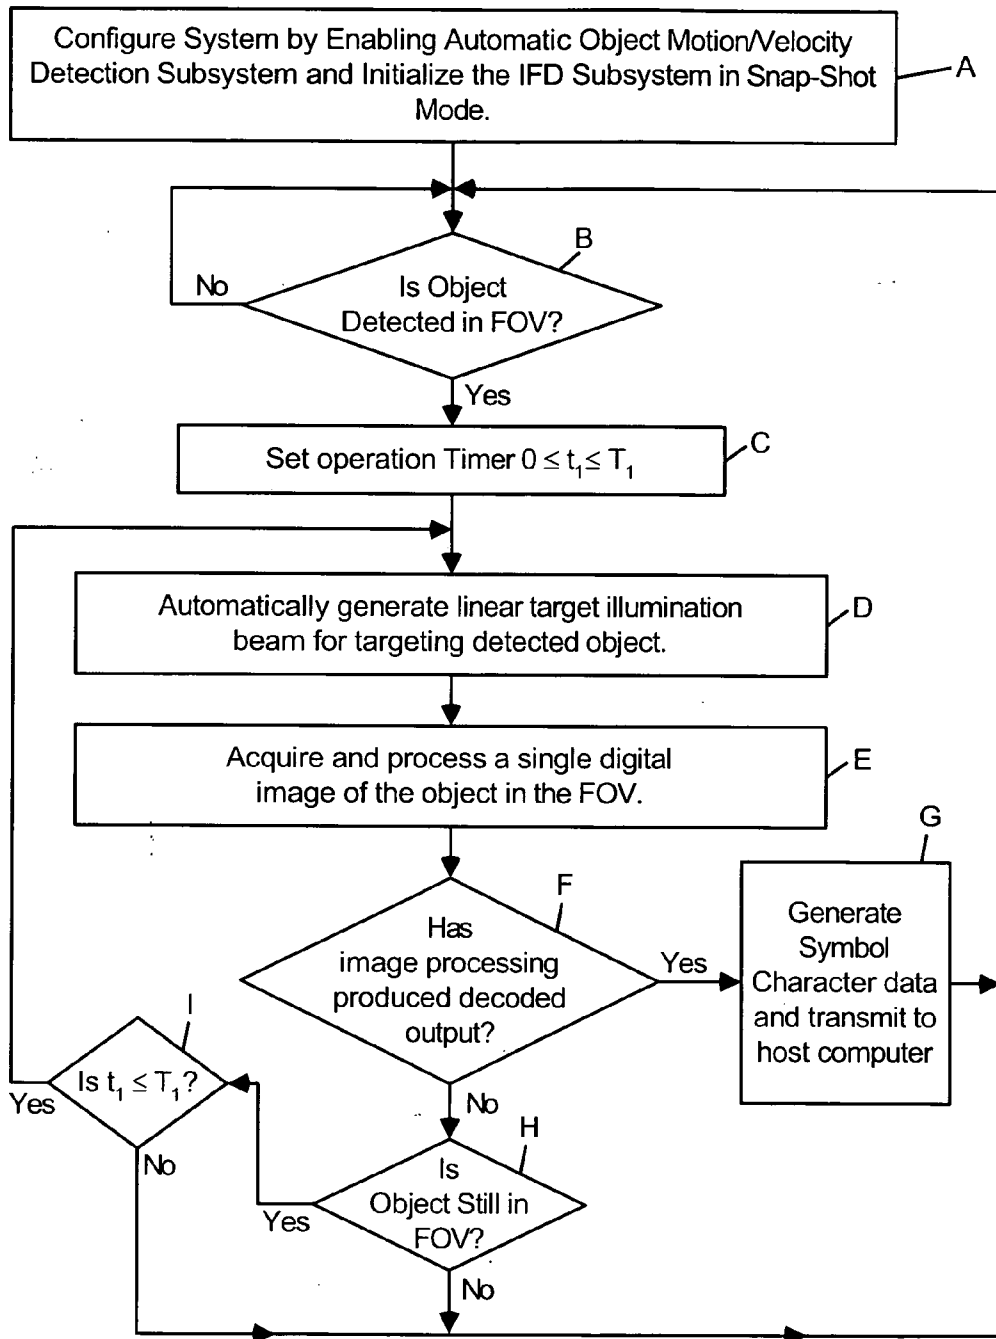 Configure System by Enabling Automatic Object Motion/Velocity
Detection Subsystem and Initialize the IFD Subsystem in Snap-Shot
Mode.
A
B
No
Is Object
Detected in FOV?
Yes
C
Set operation Timer 0 ≤ t₁ ≤ T₁
Automatically generate linear target illumination
beam for targeting detected object.
D
Acquire and process a single digital
image of the object in the FOV.
E
F
G
Has
image processing
produced decoded
output?
Yes
Generate
Symbol
Character data
and transmit to
host computer
I
Is t₁ ≤ T₁?
Yes
No
No
H
Is
Object Still in
FOV?
Yes
No